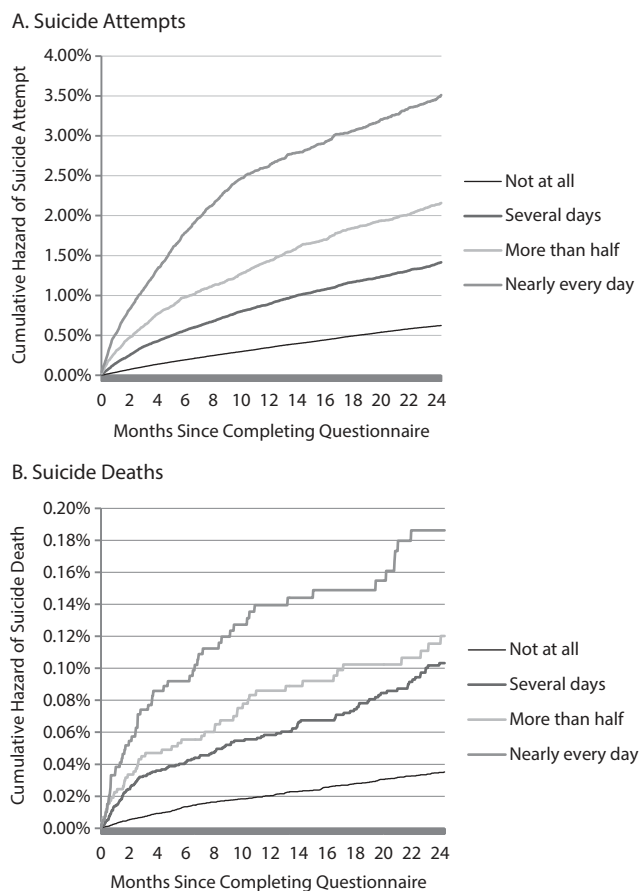 A. Suicide Attempts
Cumulative Hazard of Suicide Attempt
4.00%
3.50%
3.00%
2.50%
2.00%
1.50%
1.00%
0.50%
0.00%
0 2 4 6 8 10 12 14 16 18 20 22 24
Months Since Completing Questionnaire
Not at all
Several days
More than half
Nearly every day
B. Suicide Deaths
Cumulative Hazard of Suicide Death
0.20%
0.18%
0.16%
0.14%
0.12%
0.10%
0.08%
0.06%
0.04%
0.02%
0.00%
0 2 4 6 8 10 12 14 16 18 20 22 24
Months Since Completing Questionnaire
Not at all
Several days
More than half
Nearly every day